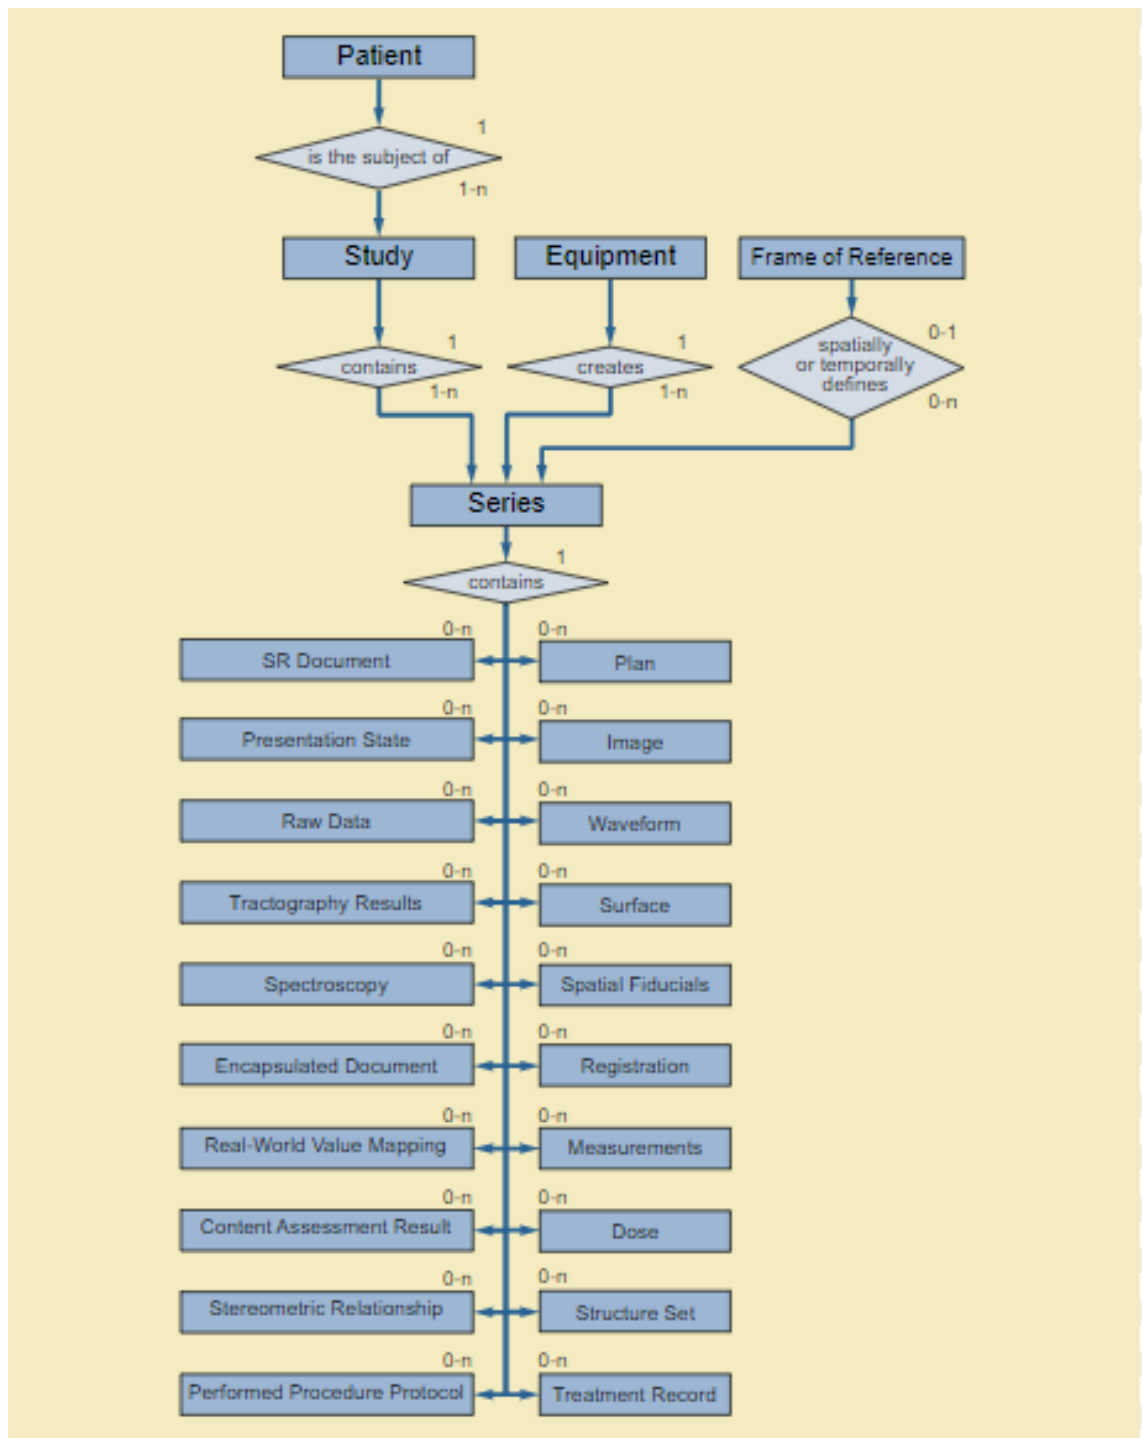 Patient
1
is the subject of
1-n
Study
Equipment
Frame of Reference
1
contains
1-n
1
creates
1-n
0-1
spatially
or temporally
defines
0-n
Series
1
contains
0-n
0-n
SR Document
Plan
0-n
0-n
Presentation State
Image
0-n
0-n
Raw Data
Waveform
0-n
0-n
Tractography Results
Surface
0-n
0-n
Spectroscopy
Spatial Fiducials
0-n
0-n
Encapsulated Document
Registration
0-n
0-n
Real-World Value Mapping
Measurements
0-n
0-n
Content Assessment Result
Dose
0-n
0-n
Stereometric Relationship
Structure Set
0-n
0-n
Performed Procedure Protocol
Treatment Record